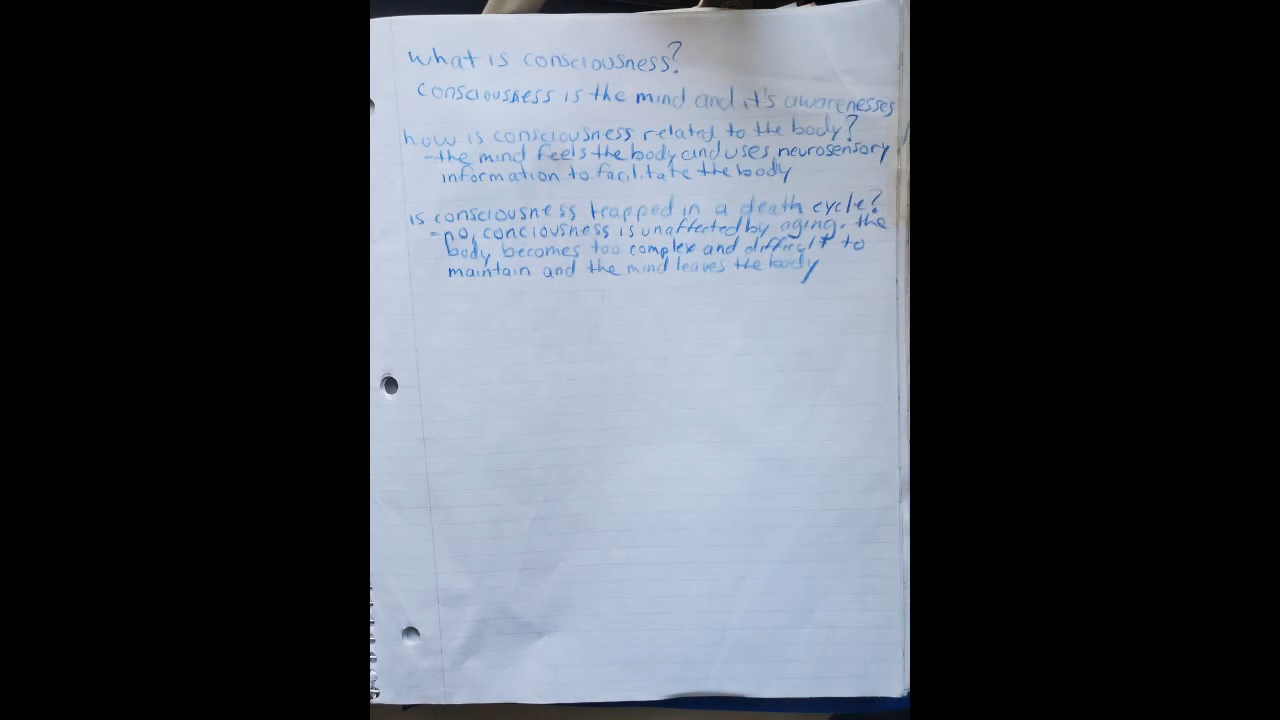 what is consciousness?
consciousness is the mind and it's awarenesses
how is consciousness related to the body?
-the mind feels the body and uses neurosensory
information to facilitate the body
is consciousness trapped in a death cycle?
-no, conciousness is unaffected by aging. the
body becomes too complex and difficult to
maintain and the mind leaves the body